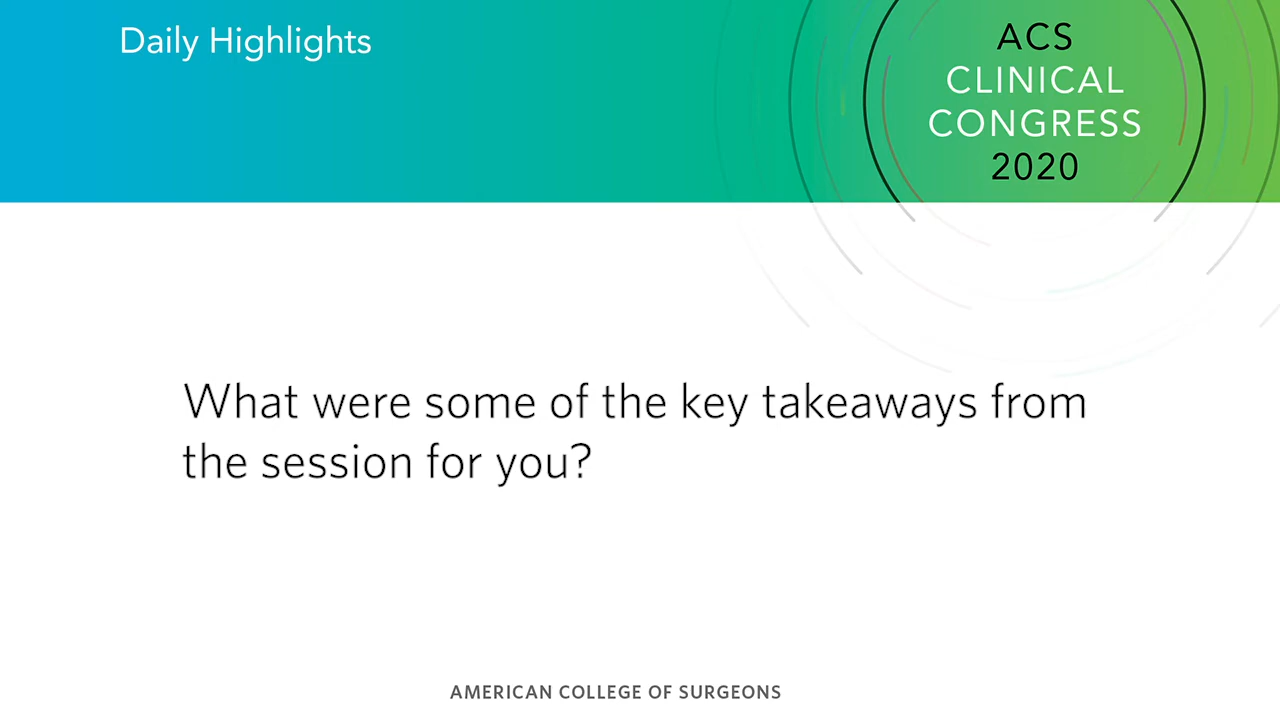 Daily Highlights
ACS
CLINICAL
CONGRESS
2020
What were some of the key takeaways from
the session for you?
AMERICAN COLLEGE OF SURGEONS